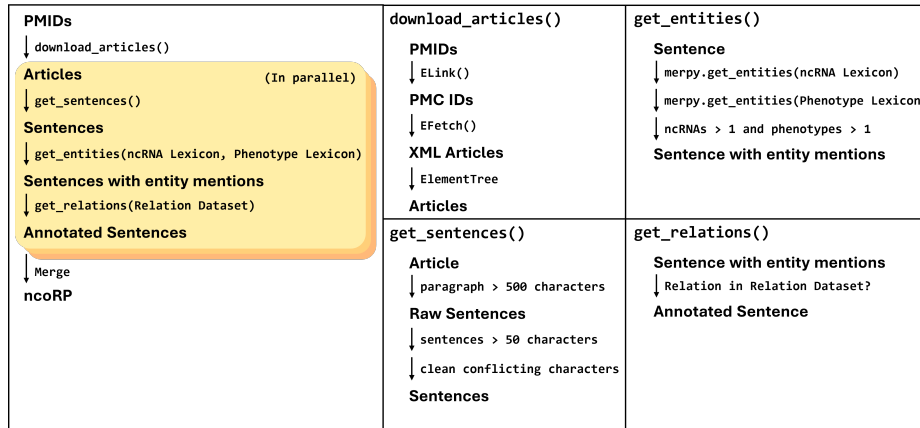 PMIDs
download_articles()
Articles
(In parallel)
get_sentences()
Sentences
get_entities(ncRNA Lexicon, Phenotype Lexicon)
Sentences with entity mentions
get_relations(Relation Dataset)
Annotated Sentences
Merge
ncoRP
download_articles()
PMIDs
ELink()
PMC IDs
EFetch()
XML Articles
ElementTree
Articles
get_entities()
Sentence
merpy.get_entities(ncRNA Lexicon)
merpy.get_entities(Phenotype Lexicon
ncRNAs > 1 and phenotypes > 1
Sentence with entity mentions
get_sentences()
Article
paragraph > 500 characters
Raw Sentences
sentences > 50 characters
clean conflicting characters
Sentences
get_relations()
Sentence with entity mentions
Relation in Relation Dataset?
Annotated Sentence